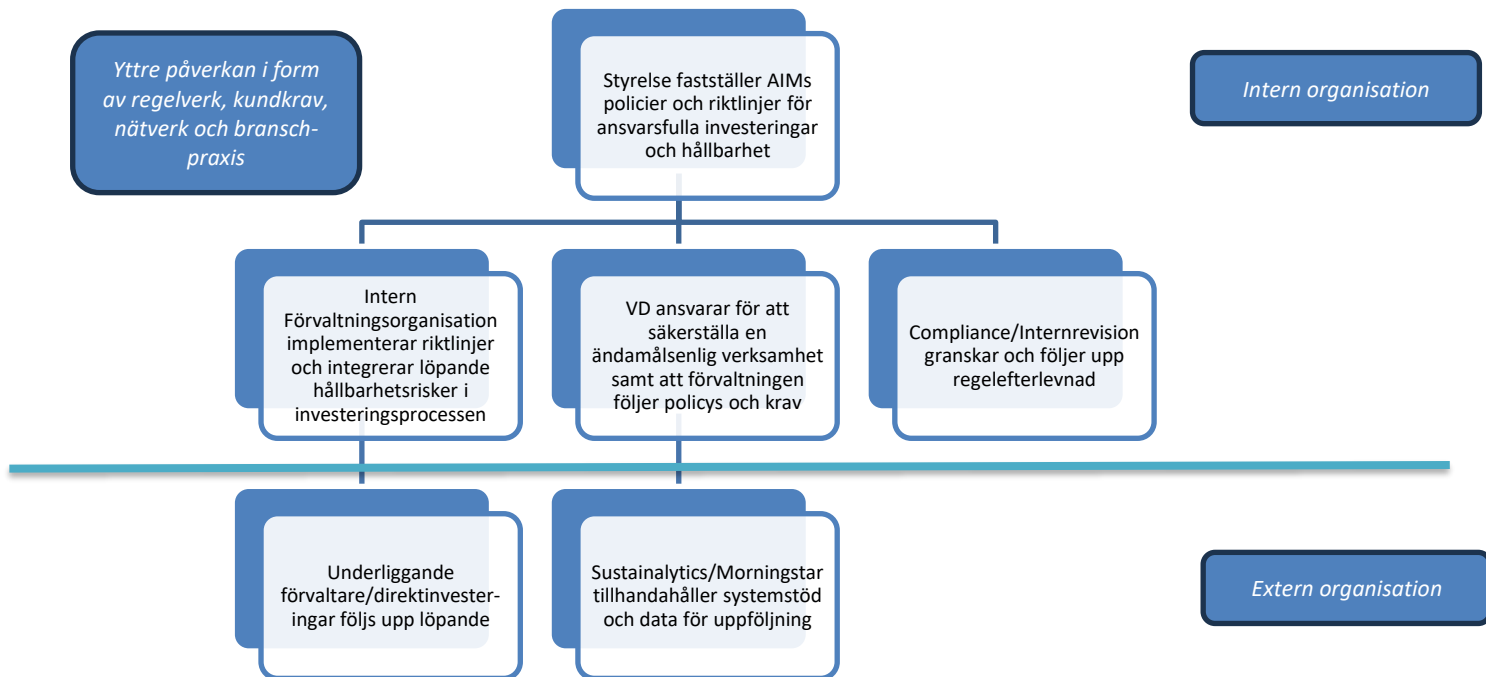 Yttre påverkan i form
av regelverk, kundkrav,
nätverk och bransch-
praxis
Styrelse fastställer AIMs
policier och riktlinjer för
ansvarsfulla investeringar
och hållbarhet
Intern organisation
Intern
Förvaltningsorganisation
implementerar riktlinjer
och integrerar löpande
hållbarhetsrisker i
investeringsprocessen
VD ansvarar för att
säkerställa en
ändamålsenlig verksamhet
samt att förvaltningen
följer policys och krav
Compliance/Internrevision
granskar och följer upp
regelefterlevnad
Underliggande
förvaltare/direktinvester-
ingar följs upp löpande
Sustainalytics/Morningstar
tillhandahåller systemstöd
och data för uppföljning
Extern organisation